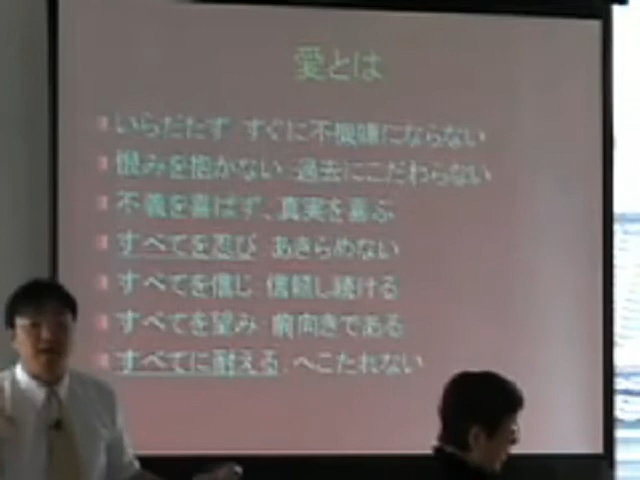 愛とは
いらだたず すぐに不機嫌にならない
恨みを抱かない 過去にこだわらない
不義を喜ばず、真実を喜ぶ
すべてを忍び あきらめない
すべてを信じ 信頼し続ける
すべてを望み 前向きである
すべてに耐える へこたれない